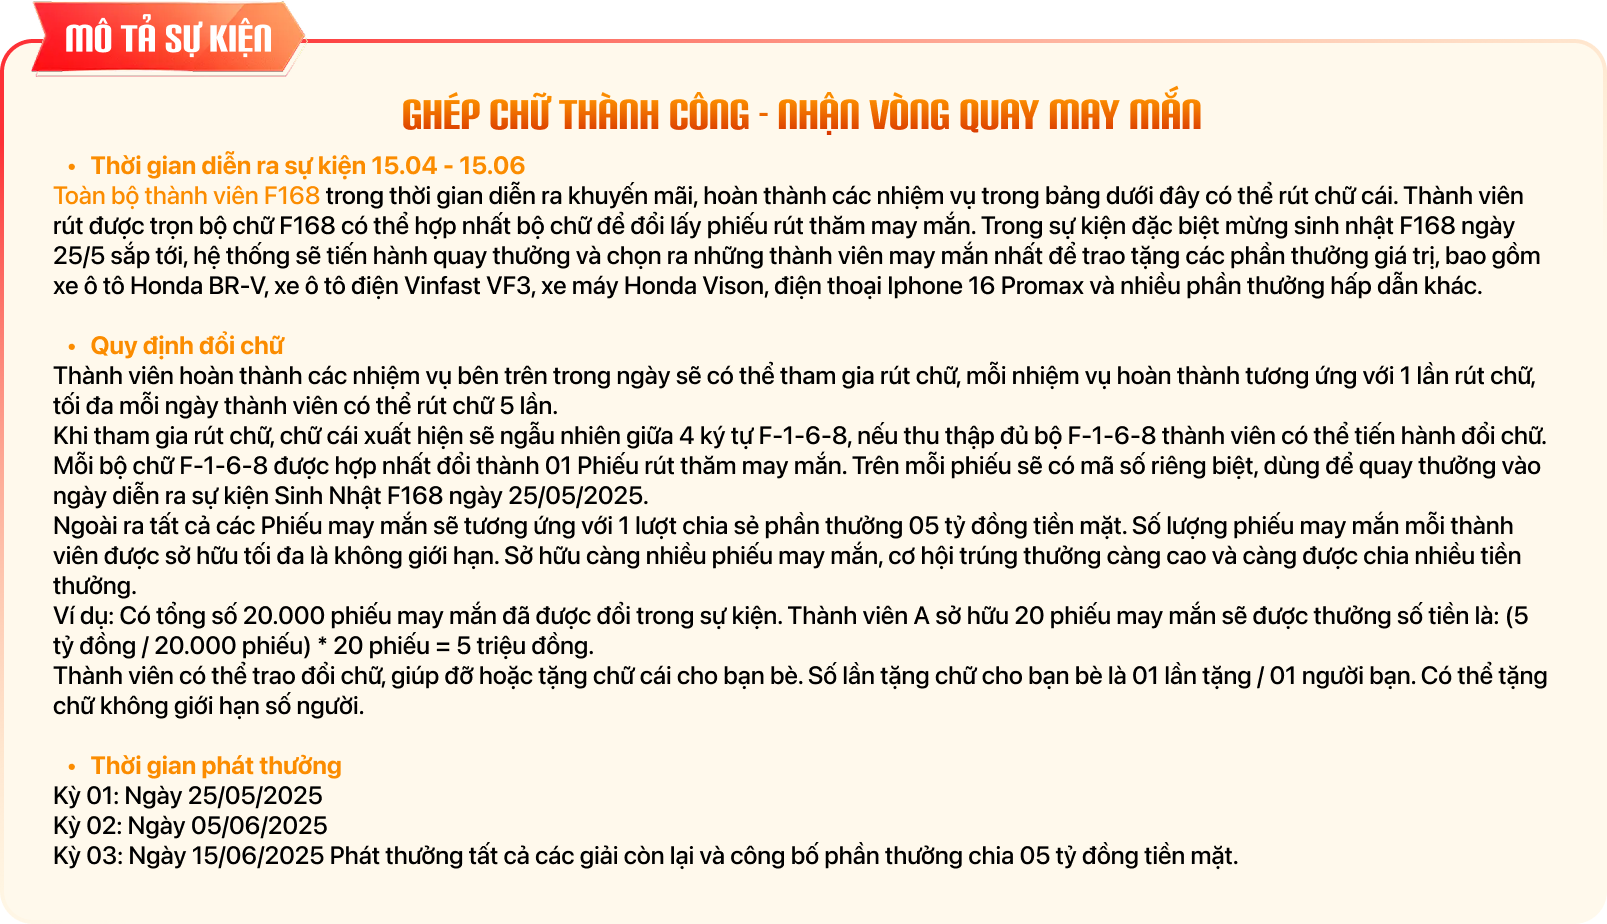 MÔ TẢ SỰ KIỆN
GHÉP CHỮ THÀNH CÔNG - NHẬN VÒNG QUAY MAY MẮN
• Thời gian diễn ra sự kiện 15.04 - 15.06
Toàn bộ thành viên F168 trong thời gian diễn ra khuyến mãi, hoàn thành các nhiệm vụ trong bảng dưới đây có thể rút chữ cái. Thành viên
rút được trọn bộ chữ F168 có thể hợp nhất bộ chữ để đổi lấy phiếu rút thăm may mắn. Trong sự kiện đặc biệt mừng sinh nhật F168 ngày
25/5 sắp tới, hệ thống sẽ tiến hành quay thưởng và chọn ra những thành viên may mắn nhất để trao tặng các phần thưởng giá trị, bao gồm
xe ô tô Honda BR-V, xe ô tô điện Vinfast VF3, xe máy Honda Vison, điện thoại Iphone 16 Promax và nhiều phần thưởng hấp dẫn khác.
• Quy định đổi chữ
Thành viên hoàn thành các nhiệm vụ bên trên trong ngày sẽ có thể tham gia rút chữ, mỗi nhiệm vụ hoàn thành tương ứng với 1 lần rút chữ,
tối đa mỗi ngày thành viên có thể rút chữ 5 lần.
Khi tham gia rút chữ, chữ cái xuất hiện sẽ ngẫu nhiên giữa 4 ký tự F-1-6-8, nếu thu thập đủ bộ F-1-6-8 thành viên có thể tiến hành đổi chữ.
Mỗi bộ chữ F-1-6-8 được hợp nhất đổi thành 01 Phiếu rút thăm may mắn. Trên mỗi phiếu sẽ có mã số riêng biệt, dùng để quay thưởng vào
ngày diễn ra sự kiện Sinh Nhật F168 ngày 25/05/2025.
Ngoài ra tất cả các Phiếu may mắn sẽ tương ứng với 1 lượt chia sẻ phần thưởng 05 tỷ đồng tiền mặt. Số lượng phiếu may mắn mỗi thành
viên được sở hữu tối đa là không giới hạn. Sở hữu càng nhiều phiếu may mắn, cơ hội trúng thưởng càng cao và càng được chia nhiều tiền
thưởng.
Ví dụ: Có tổng số 20.000 phiếu may mắn đã được đổi trong sự kiện. Thành viên A sở hữu 20 phiếu may mắn sẽ được thưởng số tiền là: (5
tỷ đồng / 20.000 phiếu) * 20 phiếu = 5 triệu đồng.
Thành viên có thể trao đổi chữ, giúp đỡ hoặc tặng chữ cái cho bạn bè. Số lần tặng chữ cho bạn bè là 01 lần tặng / 01 người bạn. Có thể tặng
chữ không giới hạn số người.
• Thời gian phát thưởng
Kỳ 01: Ngày 25/05/2025
Kỳ 02: Ngày 05/06/2025
Kỳ 03: Ngày 15/06/2025 Phát thưởng tất cả các giải còn lại và công bố phần thưởng chia 05 tỷ đồng tiền mặt.